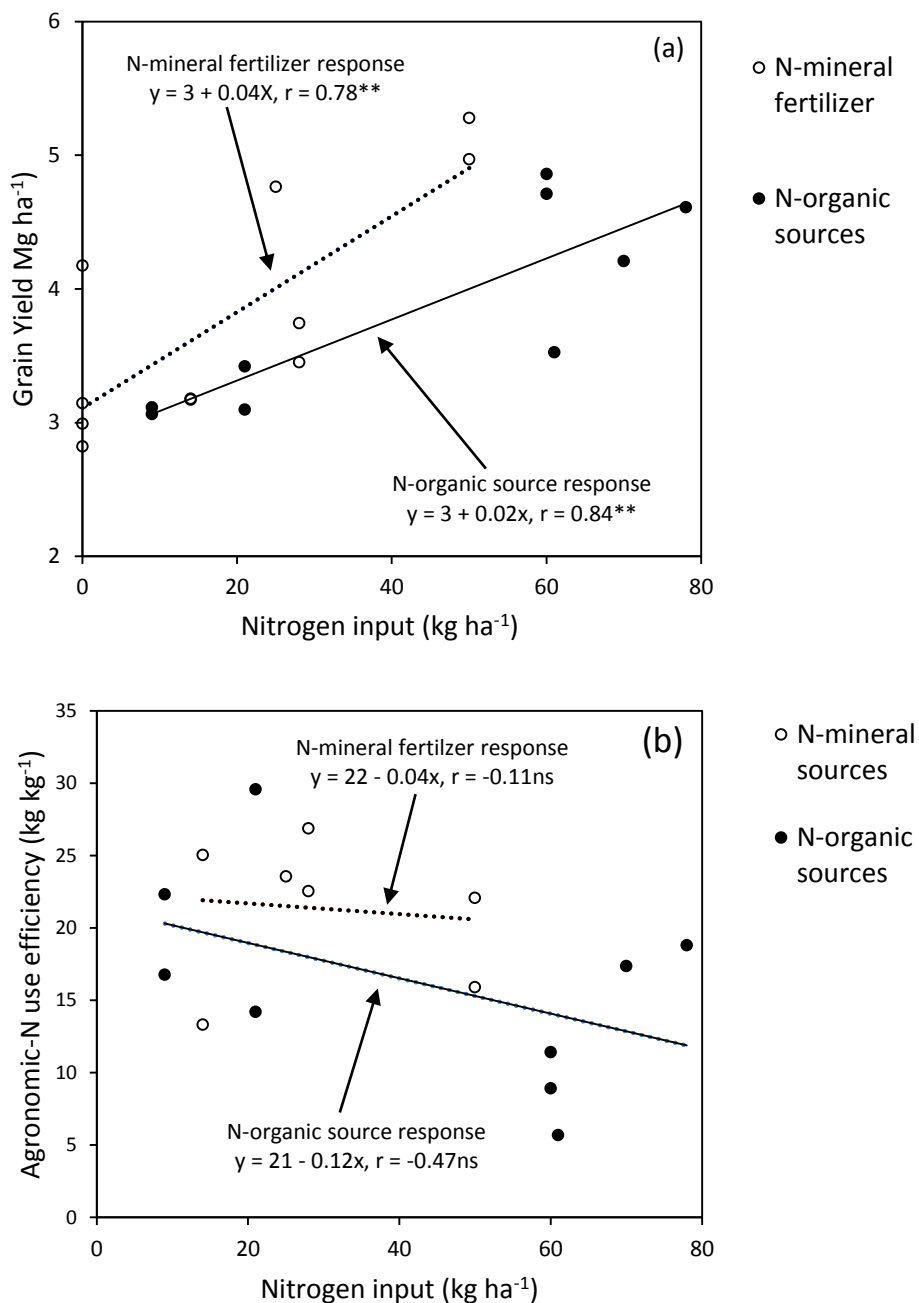 (a)
N-mineral fertilizer response
y = 3 + 0.04X, r = 0.78**
N-organic source response
y = 3 + 0.02x, r = 0.84**
Grain Yield Mg ha⁻¹
6
5
4
3
2
0
20
40
60
80
Nitrogen input (kg ha⁻¹)
N-mineral
fertilizer
N-organic
sources
(b)
N-mineral fertilzer response
y = 22 - 0.04x, r = -0.11ns
N-organic source response
y = 21 - 0.12x, r = -0.47ns
Agronomic-N use efficiency (kg kg⁻¹)
35
30
25
20
15
10
5
0
0
20
40
60
80
Nitrogen input (kg ha⁻¹)
N-mineral
sources
N-organic
sources